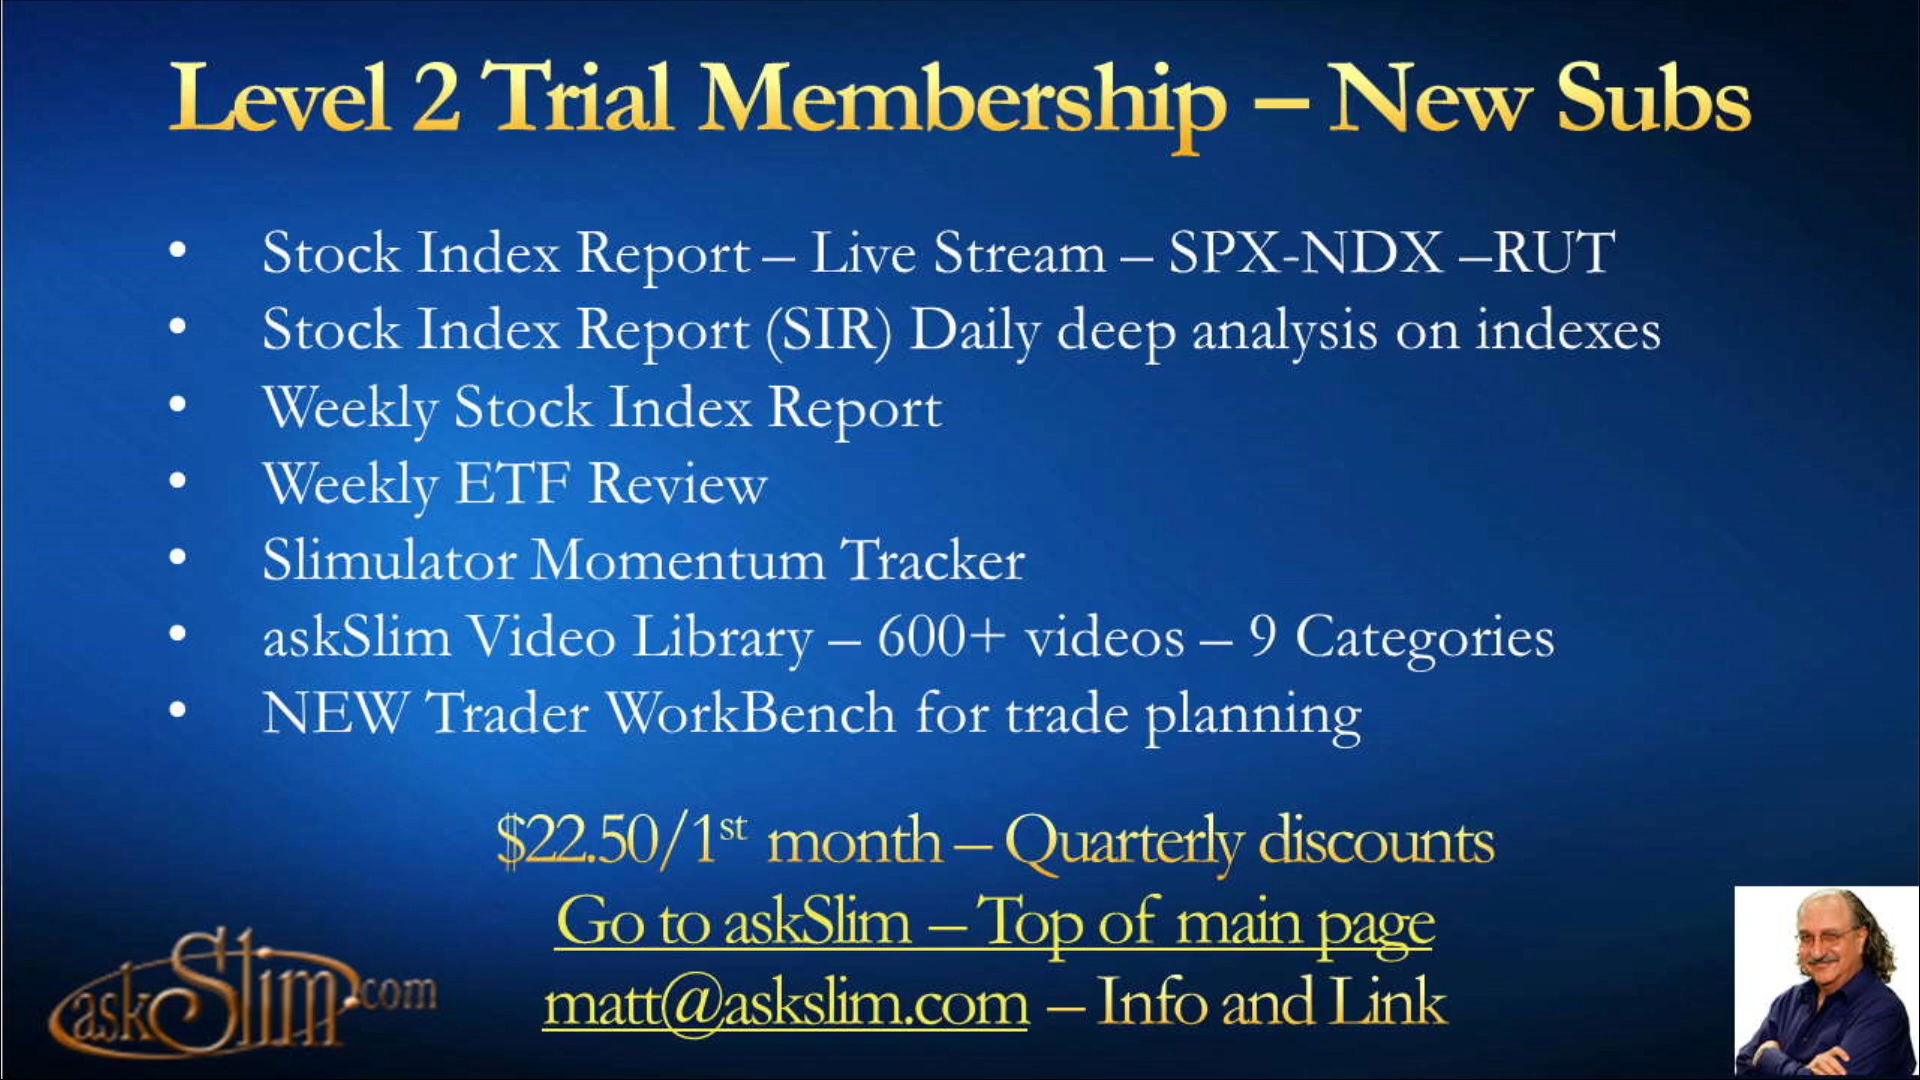 Level 2 Trial Membership – New Subs
• Stock Index Report – Live Stream – SPX-NDX –RUT
• Stock Index Report (SIR) Daily deep analysis on indexes
• Weekly Stock Index Report
• Weekly ETF Review
• Slimulator Momentum Tracker
• askSlim Video Library – 600+ videos – 9 Categories
• NEW Trader WorkBench for trade planning
$22.50/1st month – Quarterly discounts
Go to askSlim – Top of main page
matt@askslim.com – Info and Link
askSlim.com